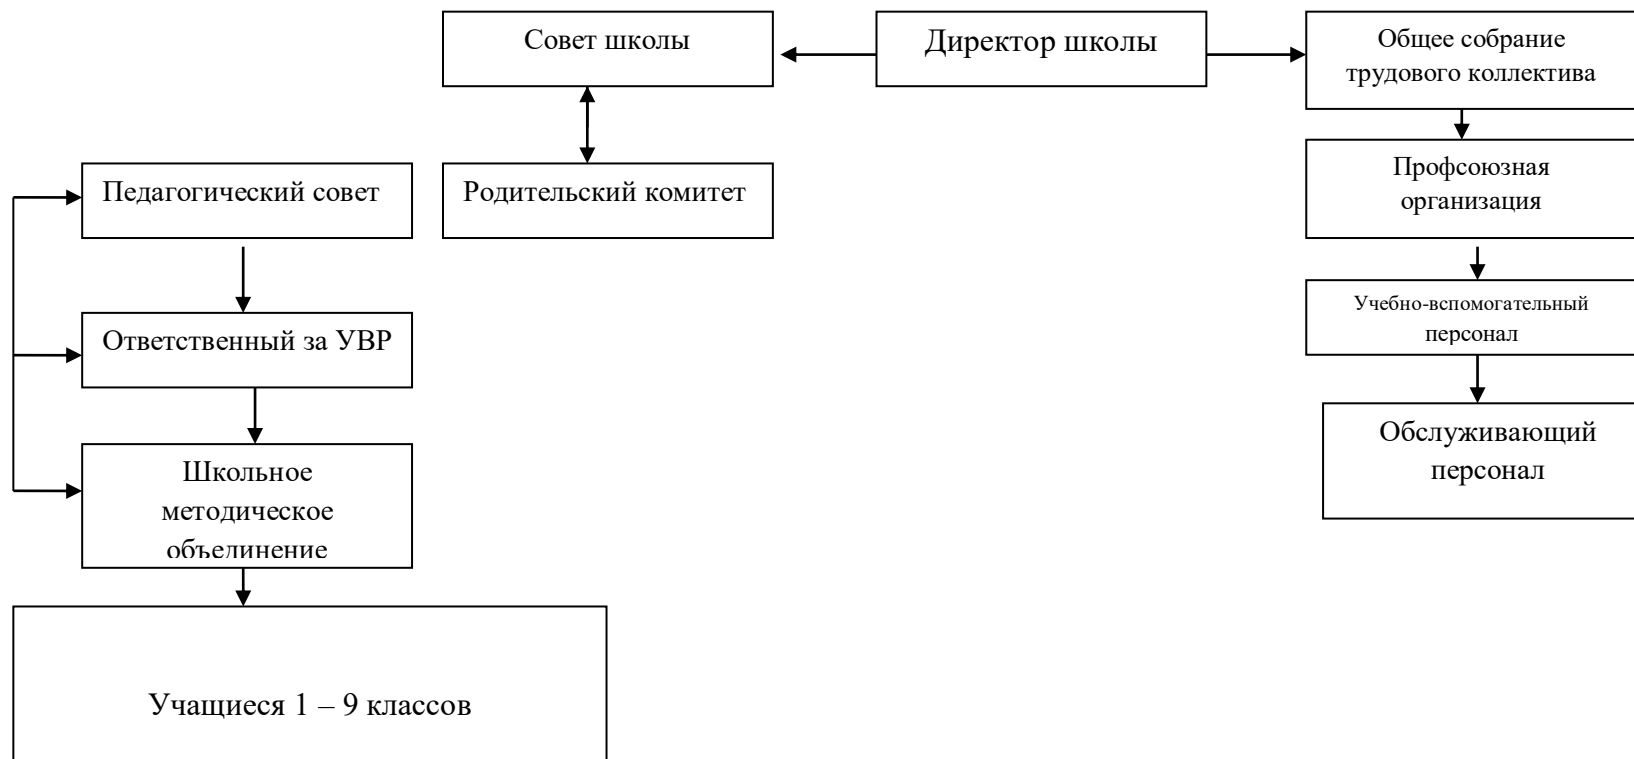 Совет школы
Директор школы
Общее собрание
трудового коллектива
Педагогический совет
Родительский комитет
Профсоюзная
организация
Ответственный за УВР
Учебно-вспомогательный
персонал
Школьное
методическое
объединение
Обслуживающий
персонал
Учащиеся 1 – 9 классов